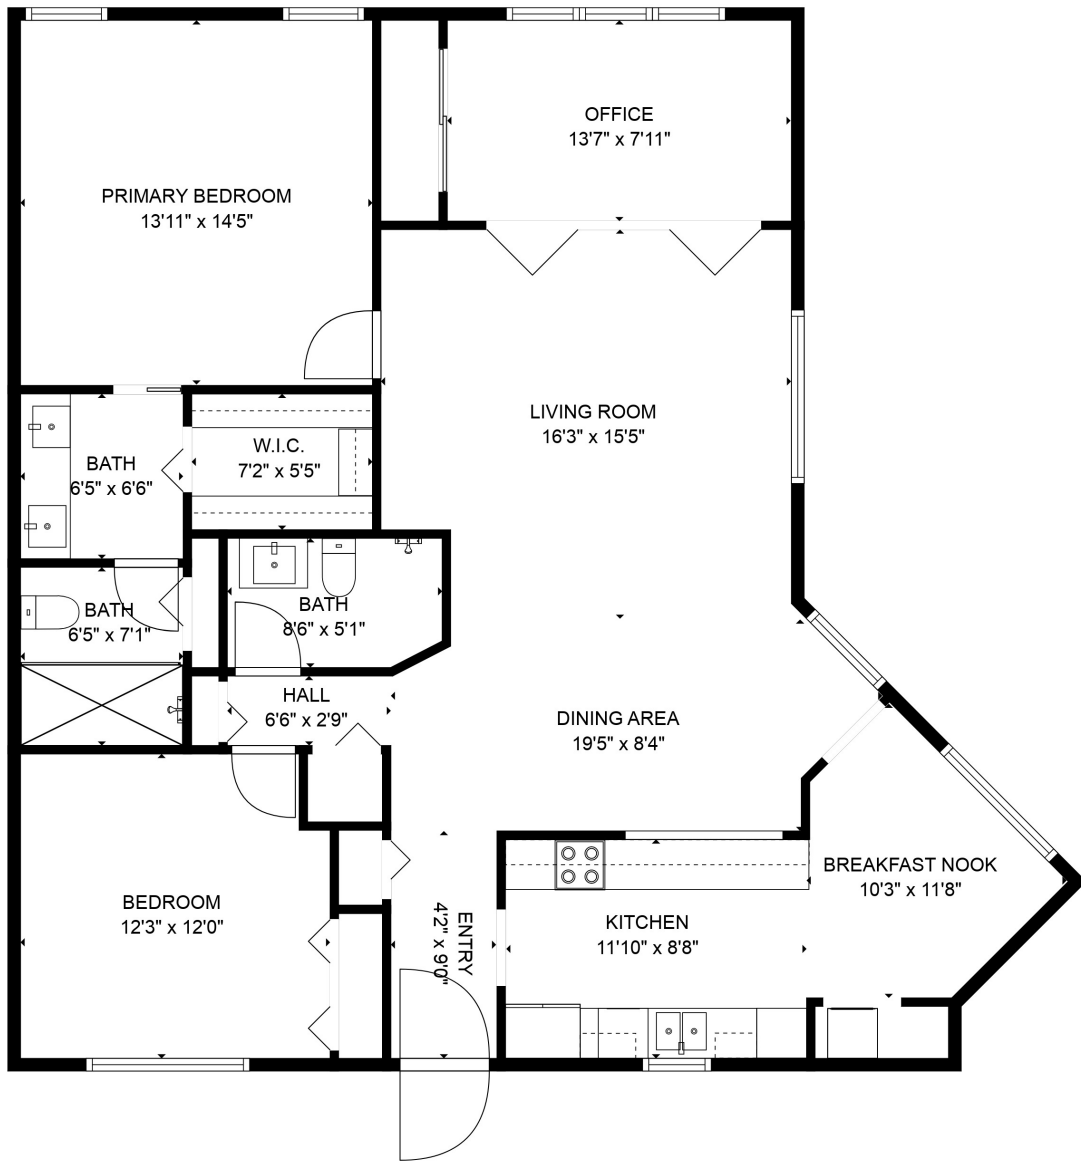 OFFICE
13'7" x 7'11"
PRIMARY BEDROOM
13'11" x 14'5"
LIVING ROOM
16'3" x 15'5"
W.I.C.
7'2" x 5'5"
BATH
6'5" x 6'6"
BATH
6'5" x 7'1"
BATH
8'6" x 5'1"
HALL
6'6" x 2'9"
DINING AREA
19'5" x 8'4"
BREAKFAST NOOK
10'3" x 11'8"
BEDROOM
12'3" x 12'0"
ENTRY
4'2" x 9'0"
KITCHEN
11'10" x 8'8"